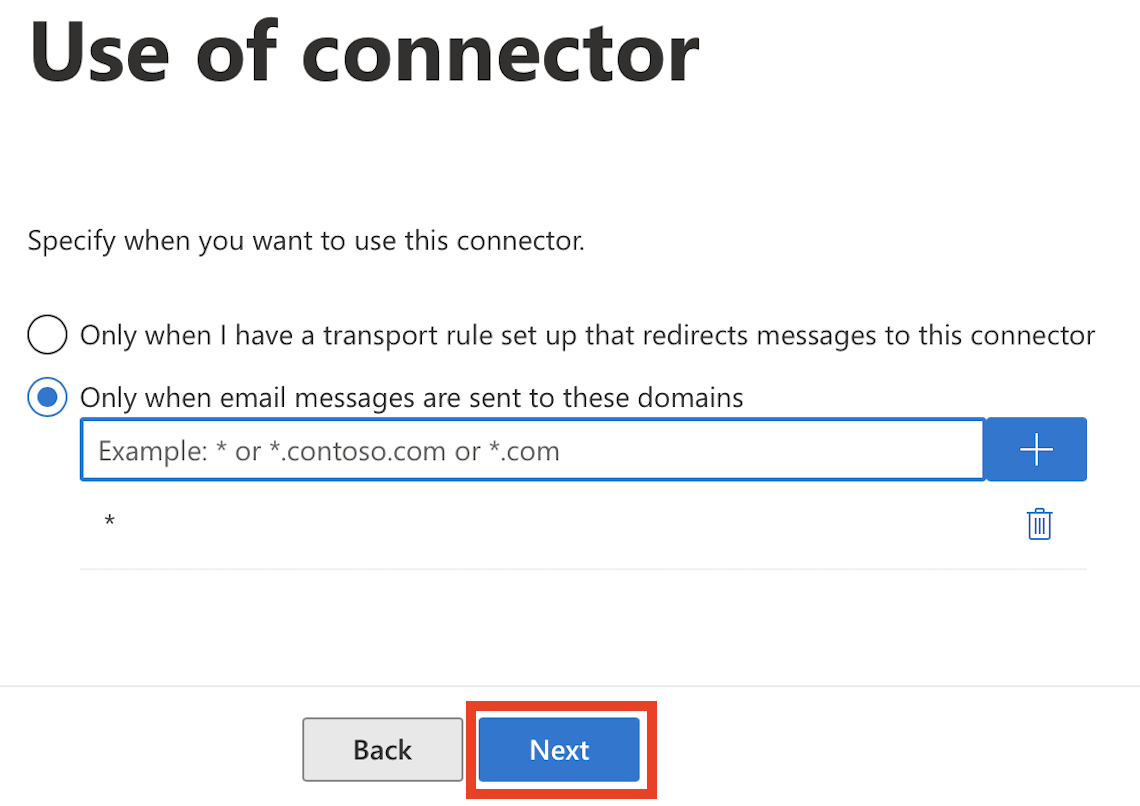 Use of connector
Specify when you want to use this connector.
Only when I have a transport rule set up that redirects messages to this connector
Only when email messages are sent to these domains
Example: * or *.contoso.com or *.com
*
Back
Next